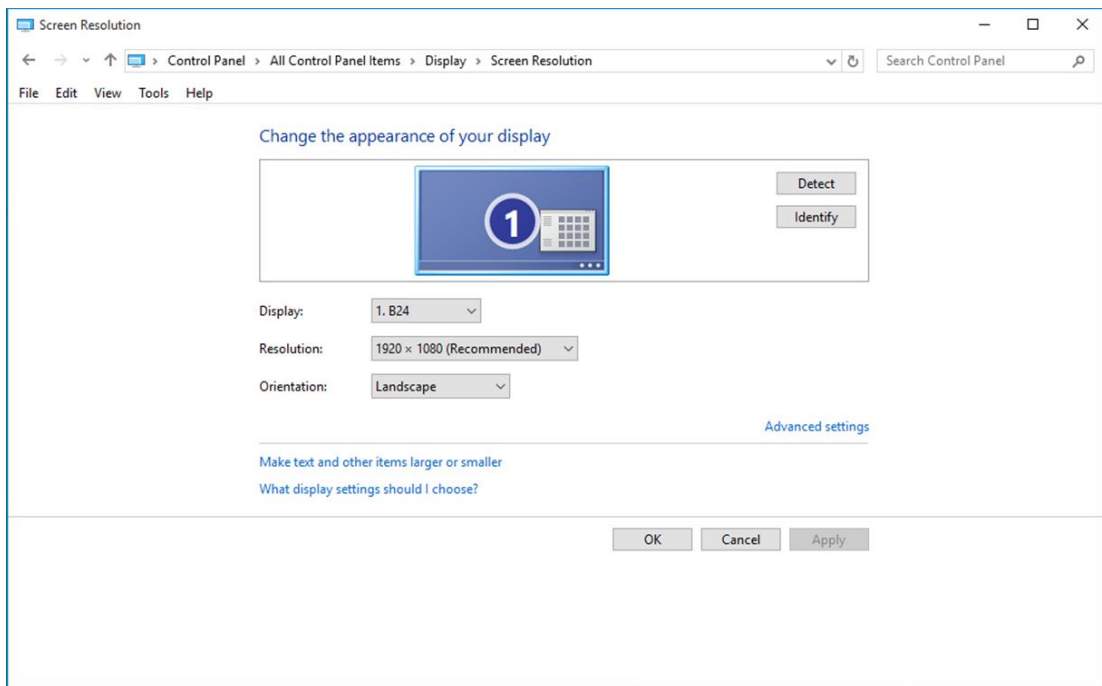 Screen Resolution
Control Panel > All Control Panel Items > Display > Screen Resolution
Search Control Panel
File Edit View Tools Help
Change the appearance of your display
1
Detect
Identify
Display: 1. B24
Resolution: 1920 × 1080 (Recommended)
Orientation: Landscape
Advanced settings
Make text and other items larger or smaller
What display settings should I choose?
OK Cancel Apply